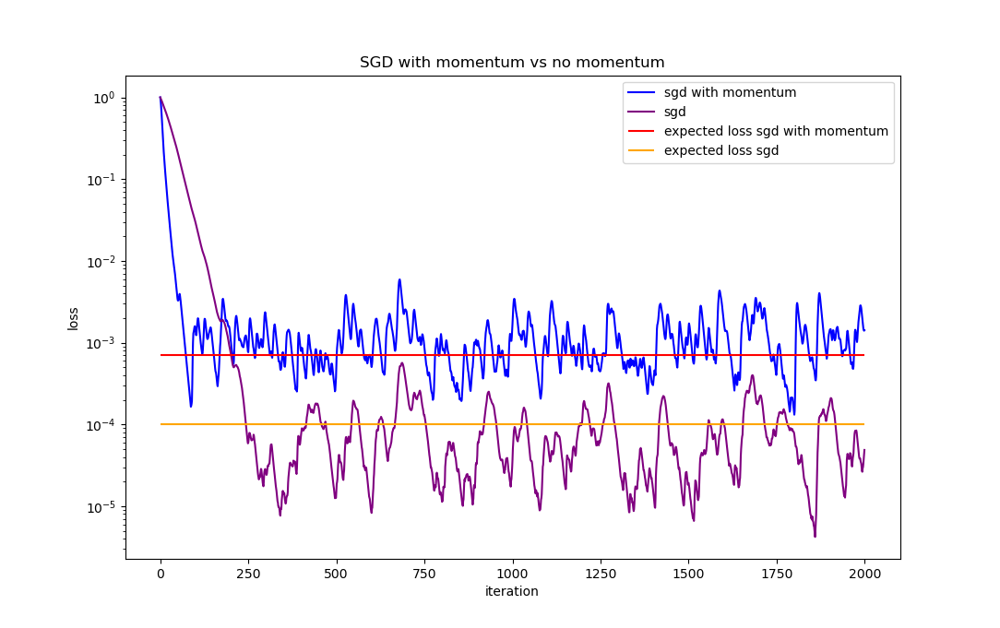 SGD with momentum vs no momentum
sgd with momentum
sgd
expected loss sgd with momentum
expected loss sgd
10⁰
10⁻¹
10⁻²
10⁻³
10⁻⁴
10⁻⁵
loss
0 250 500 750 1000 1250 1500 1750 2000
iteration